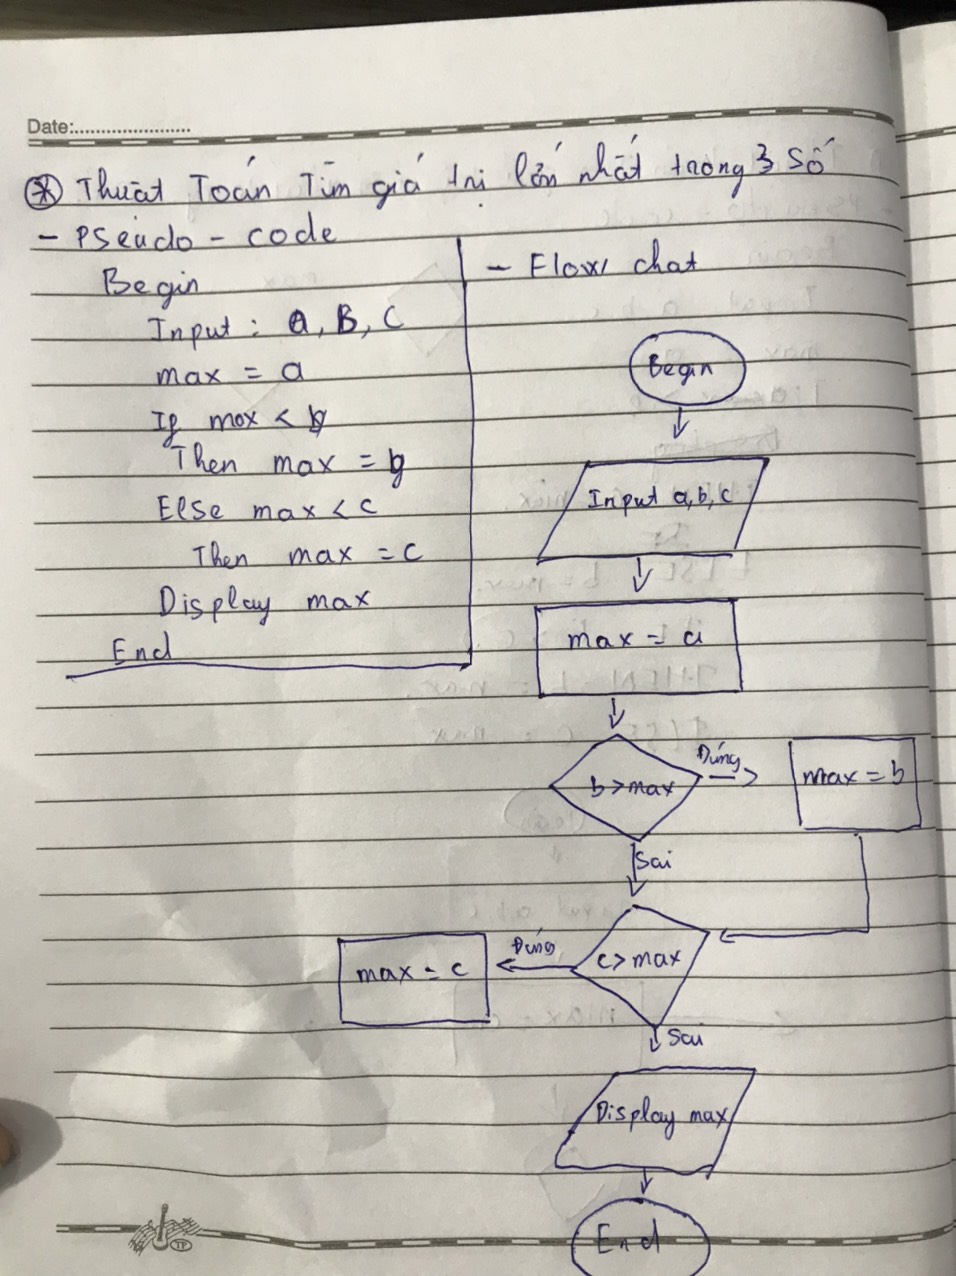 Date:......................
* Thuật Toán Tìm giá trị lớn nhất trong 3 số
- Pseudo - code
Begin
Input : a, B, C
max = a
If max < b
Then max = b
Else max < c
Then max = c
Display max
End
- Flow chat
Begin
Input a, b, c
max = a
b > max
Đúng
max = b
Sai
c > max
Đúng
max = c
Sai
Display max
End
TP